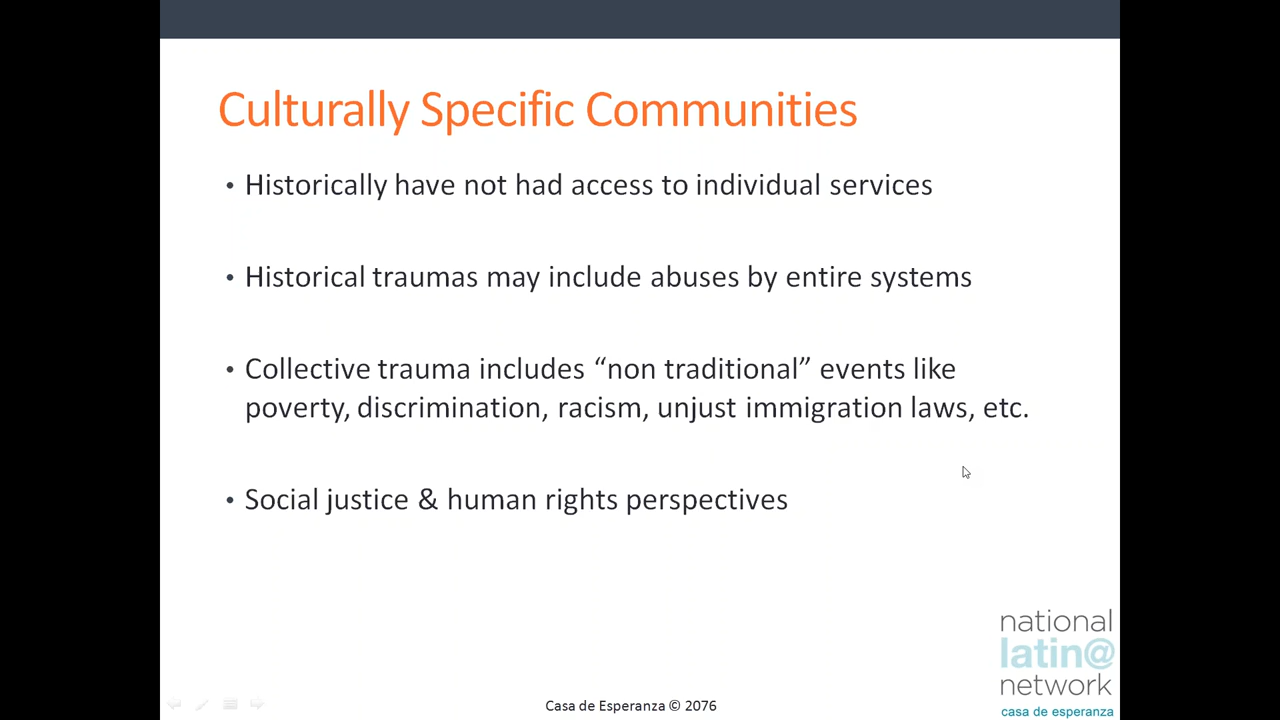 Culturally Specific Communities
• Historically have not had access to individual services
• Historical traumas may include abuses by entire systems
• Collective trauma includes “non traditional” events like
poverty, discrimination, racism, unjust immigration laws, etc.
• Social justice & human rights perspectives
national
latin@
network
casa de esperanza
Casa de Esperanza © 2076